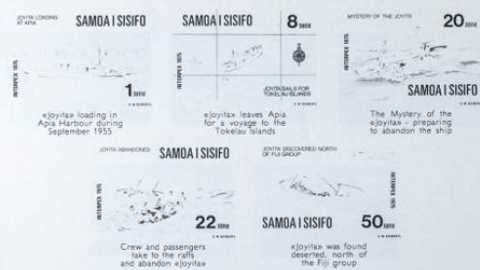 JOYITA LOADING
AT APIA
SAMOA I SISIFO
INTERPEX 1975
1 sene
«Joyita» loading in
Apia Harbour during
September 1955
SAMOA I SISIFO
8 sene
INTERPEX 1975
JOYITA SAILS FOR
TOKELAU ISLANDS
«Joyita» leaves Apia
for a voyage to the
Tokelau Islands
MYSTERY OF THE JOYITA
20 sene
INTERPEX 1975
SAMOA I SISIFO
The Mystery of the
«Joyita» - preparing
to abandon the ship
JOYITA ABANDONED
SAMOA I SISIFO
INTERPEX 1975
22 sene
Crew and passengers
take to the rafts
and abandon «Joyita»
JOYITA DISCOVERED NORTH
OF FIJI GROUP
INTERPEX 1975
SAMOA I SISIFO
50 sene
«Joyita» was found
deserted, north of
the Fiji group